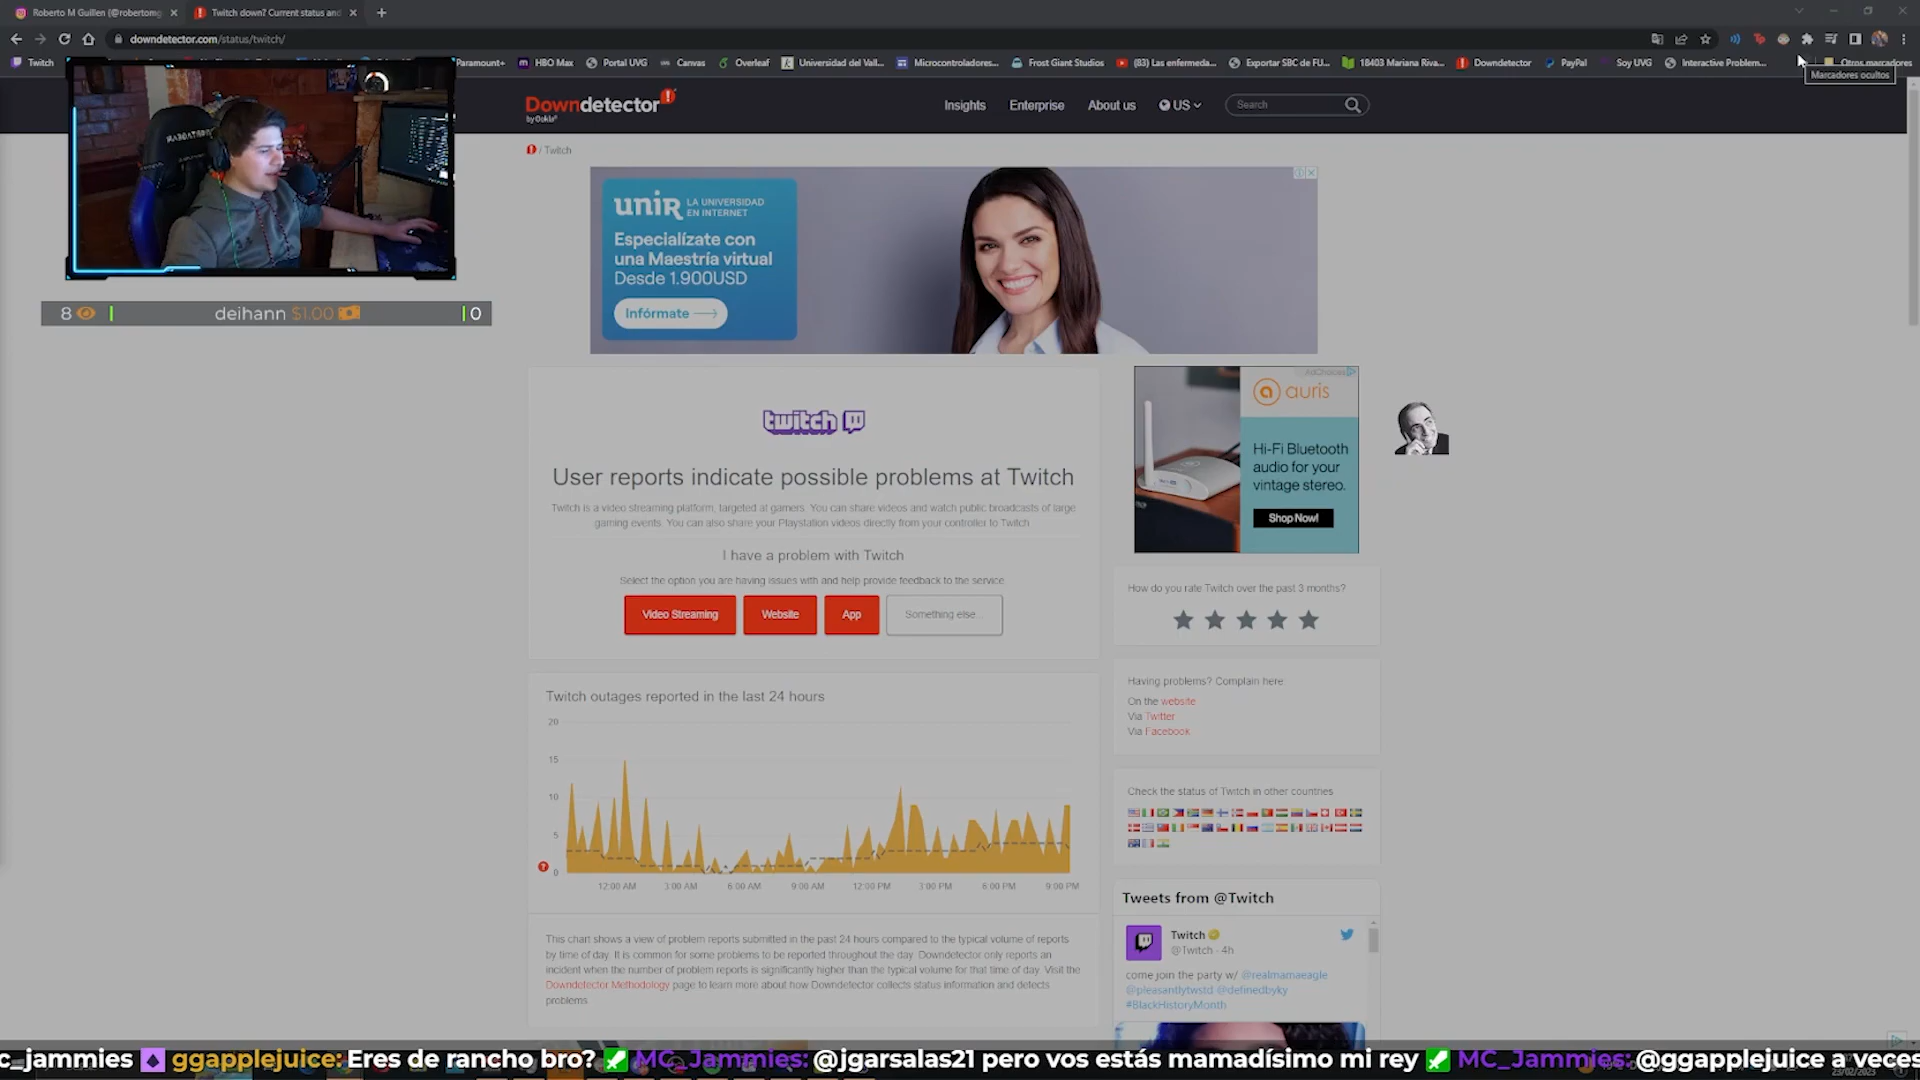 Roberto M Guillen (@robertomg
Twitch down? Current status and
downdetector.com/status/twitch/
Twitch
Paramount+
HBO Max
Portal UVG
Canvas
Overleaf
Universidad del Vall...
Microcontroladores...
Frost Giant Studios
(83) Las enfermeda...
Exportar SBC de FU...
18403 Mariana Riva...
Downdetector
PayPal
Soy UVG
Interactive Problem...
Otros marcadores
Marcadores ocultos
Downdetector
by Ookla
Insights
Enterprise
About us
US
Search
/ Twitch
unir LA UNIVERSIDAD
EN INTERNET
Especialízate con
una Maestría virtual
Desde 1.900USD
Infórmate
8
deihann $1.00
0
twitch
User reports indicate possible problems at Twitch
Twitch is a video streaming platform, targeted at gamers. You can share videos and watch public broadcasts of large
gaming events. You can also share your Playstation videos directly from your controller to Twitch
I have a problem with Twitch
Select the option you are having issues with and help provide feedback to the service
Video Streaming
Website
App
Something else...
AdChoices
auris
Hi-Fi Bluetooth
audio for your
vintage stereo.
Shop Now!
How do you rate Twitch over the past 3 months?
Having problems? Complain here
On the website
Via Twitter
Via Facebook
Twitch outages reported in the last 24 hours
20
15
10
5
0
12:00 AM
3:00 AM
6:00 AM
9:00 AM
12:00 PM
3:00 PM
6:00 PM
9:00 PM
Check the status of Twitch in other countries
Tweets from @Twitch
Twitch
@Twitch · 4h
come join the party w/ @realmamaeagle
@pleasantlytwstd @definedbyky
#BlackHistoryMonth
This chart shows a view of problem reports submitted in the past 24 hours compared to the typical volume of reports
by time of day. It is common for some problems to be reported throughout the day. Downdetector only reports an
incident when the number of problem reports is significantly higher than the typical volume for that time of day. Visit the
Downdetector Methodology page to learn more about how Downdetector collects status information and detects
problems
c_jammies ggapplejuice: Eres de rancho bro? MC_Jammies: @jgarsalas21 pero vos estás mamadísimo mi rey MC_Jammies: @ggapplejuice a veces
23/02/2023